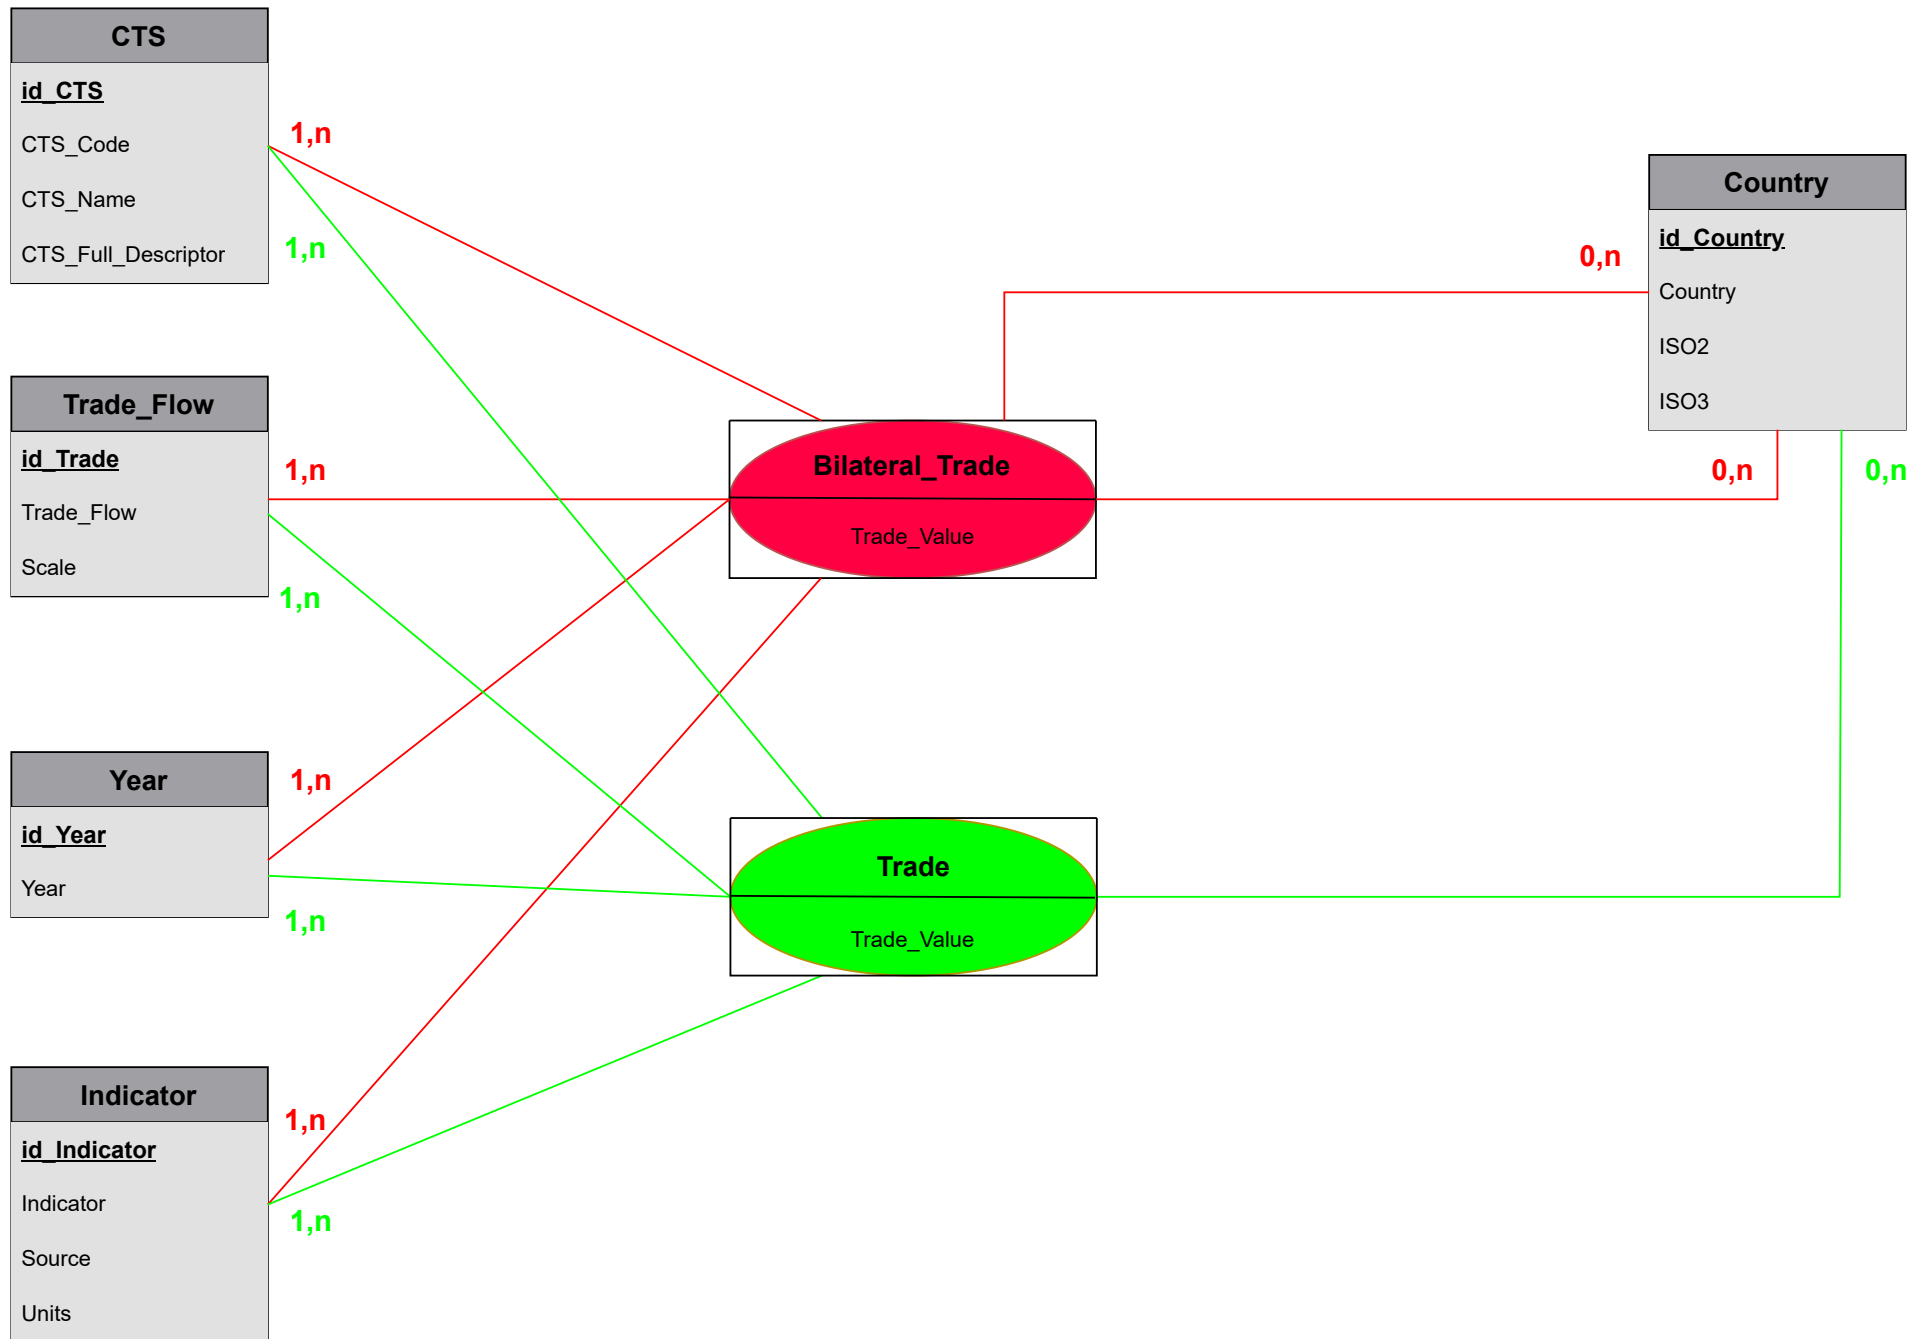 CTS
id_CTS
CTS_Code
CTS_Name
CTS_Full_Descriptor
1,n
1,n
Trade_Flow
id_Trade
Trade_Flow
Scale
1,n
1,n
Year
id_Year
Year
1,n
1,n
Indicator
id_Indicator
Indicator
Source
Units
1,n
1,n
Bilateral_Trade
Trade_Value
Trade
Trade_Value
Country
id_Country
Country
ISO2
ISO3
0,n
0,n
0,n